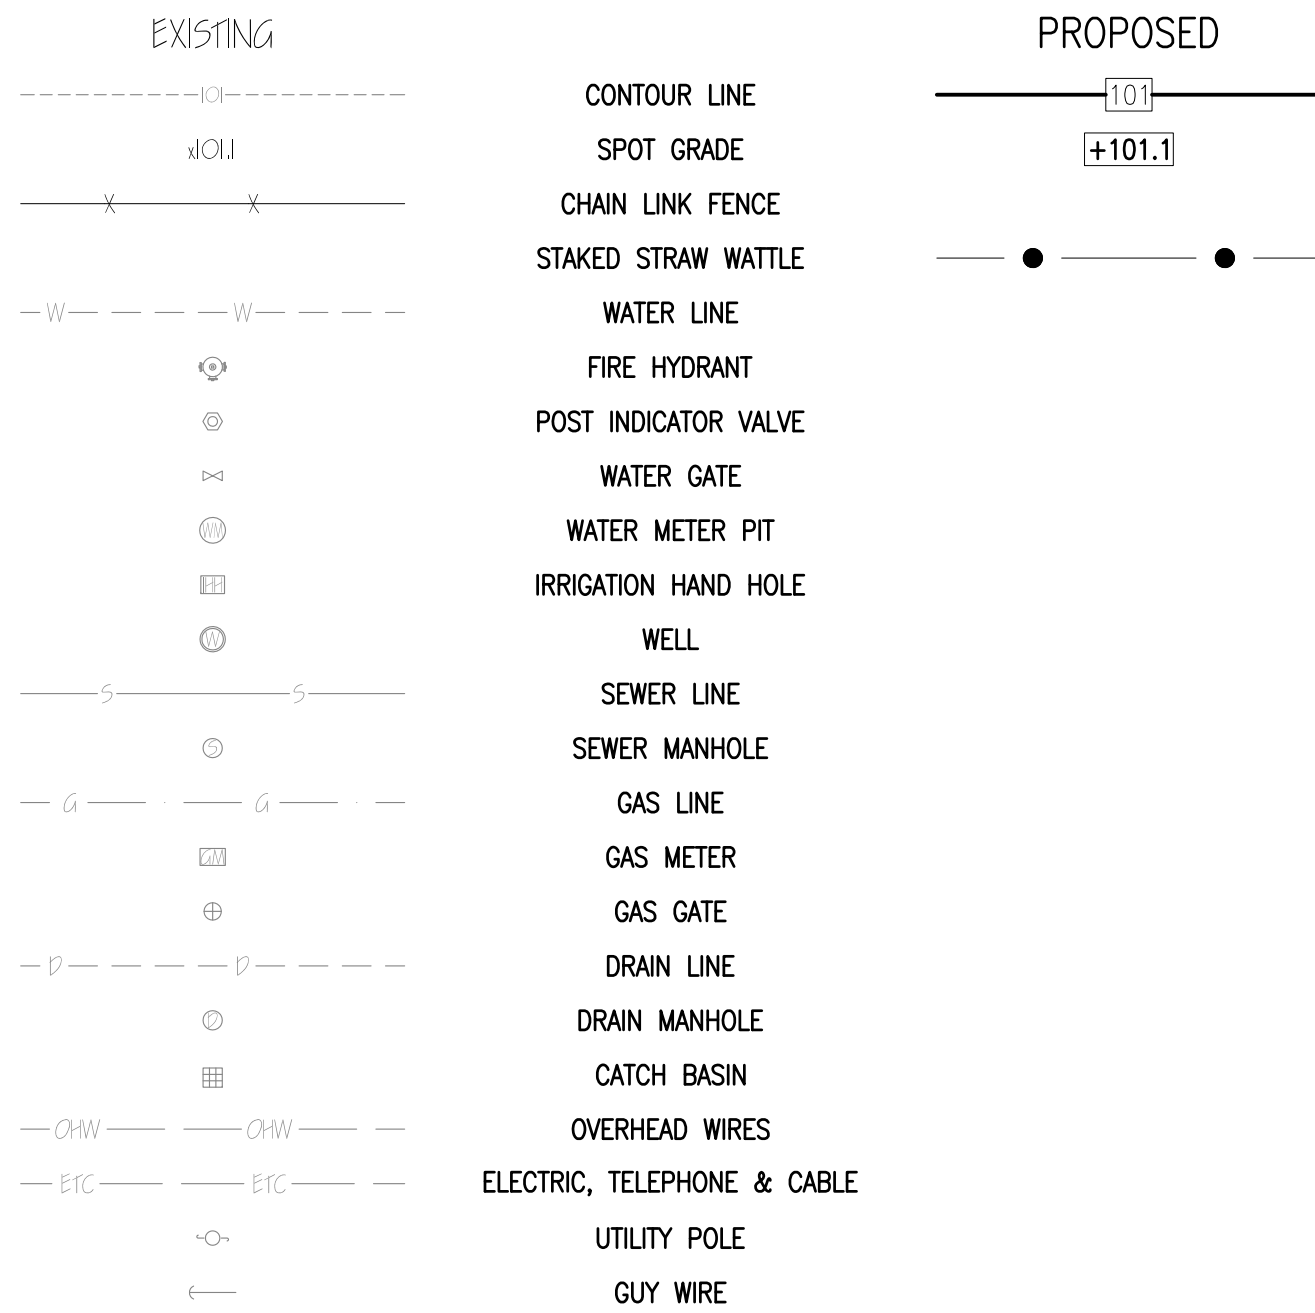 EXISTING PROPOSED
101 CONTOUR LINE 101
x101.1 SPOT GRADE +101.1
X X CHAIN LINK FENCE
STAKED STRAW WATTLE
W W WATER LINE
FIRE HYDRANT
POST INDICATOR VALVE
WATER GATE
WM WATER METER PIT
HH IRRIGATION HAND HOLE
W WELL
S S SEWER LINE
S SEWER MANHOLE
G G GAS LINE
GM GAS METER
GAS GATE
D D DRAIN LINE
D DRAIN MANHOLE
CATCH BASIN
OHW OHW OVERHEAD WIRES
ETC ETC ELECTRIC, TELEPHONE & CABLE
UTILITY POLE
GUY WIRE